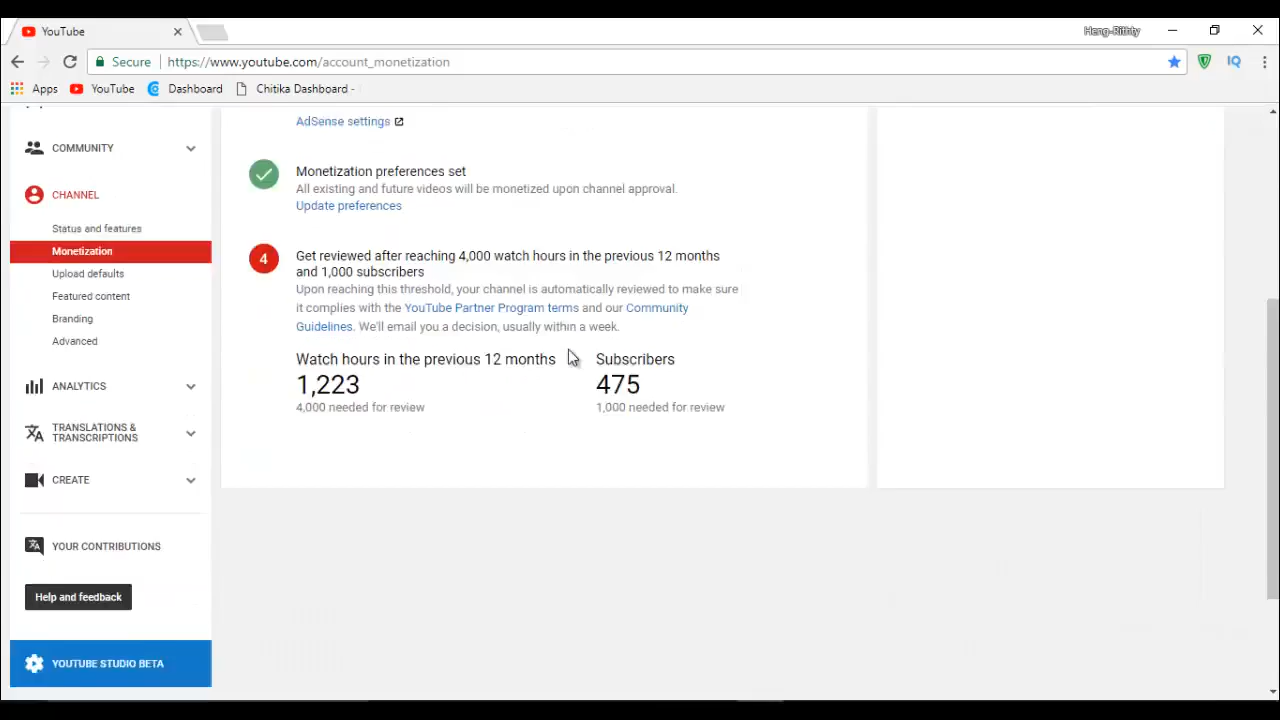 YouTube
Heng-Rithty
Secure
https://www.youtube.com/account_monetization
IQ
Apps
YouTube
Dashboard
Chitika Dashboard -
COMMUNITY
CHANNEL
Status and features
Monetization
Upload defaults
Featured content
Branding
Advanced
ANALYTICS
TRANSLATIONS &
TRANSCRIPTIONS
CREATE
YOUR CONTRIBUTIONS
Help and feedback
YOUTUBE STUDIO BETA
AdSense settings
Monetization preferences set
All existing and future videos will be monetized upon channel approval.
Update preferences
4
Get reviewed after reaching 4,000 watch hours in the previous 12 months
and 1,000 subscribers
Upon reaching this threshold, your channel is automatically reviewed to make sure
it complies with the YouTube Partner Program terms and our Community
Guidelines. We'll email you a decision, usually within a week.
Watch hours in the previous 12 months
1,223
4,000 needed for review
Subscribers
475
1,000 needed for review